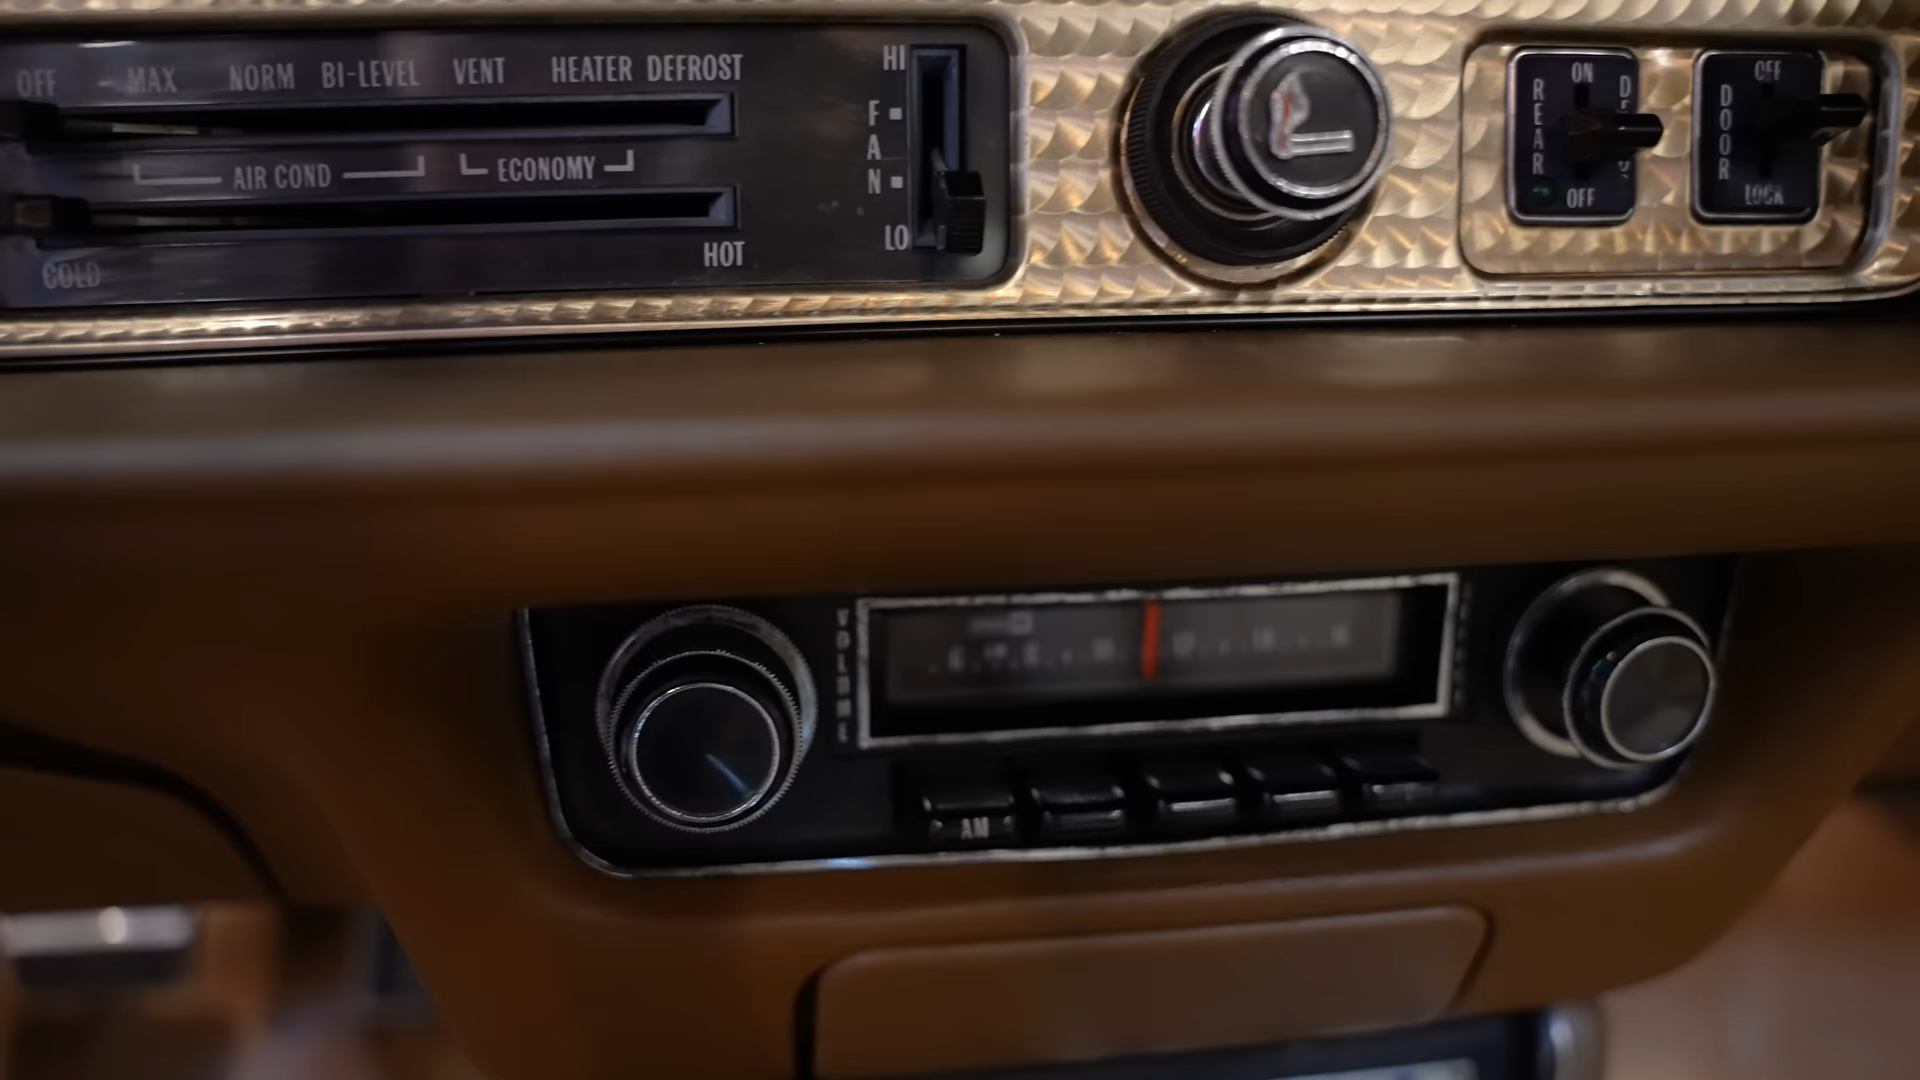 OFF MAX NORM BI-LEVEL VENT HEATER DEFROST
AIR COND ECONOMY
COLD HOT
HI
FAN
LO
ON
REAR
OFF
OFF
DOOR
LOCK
VOLUME
AM